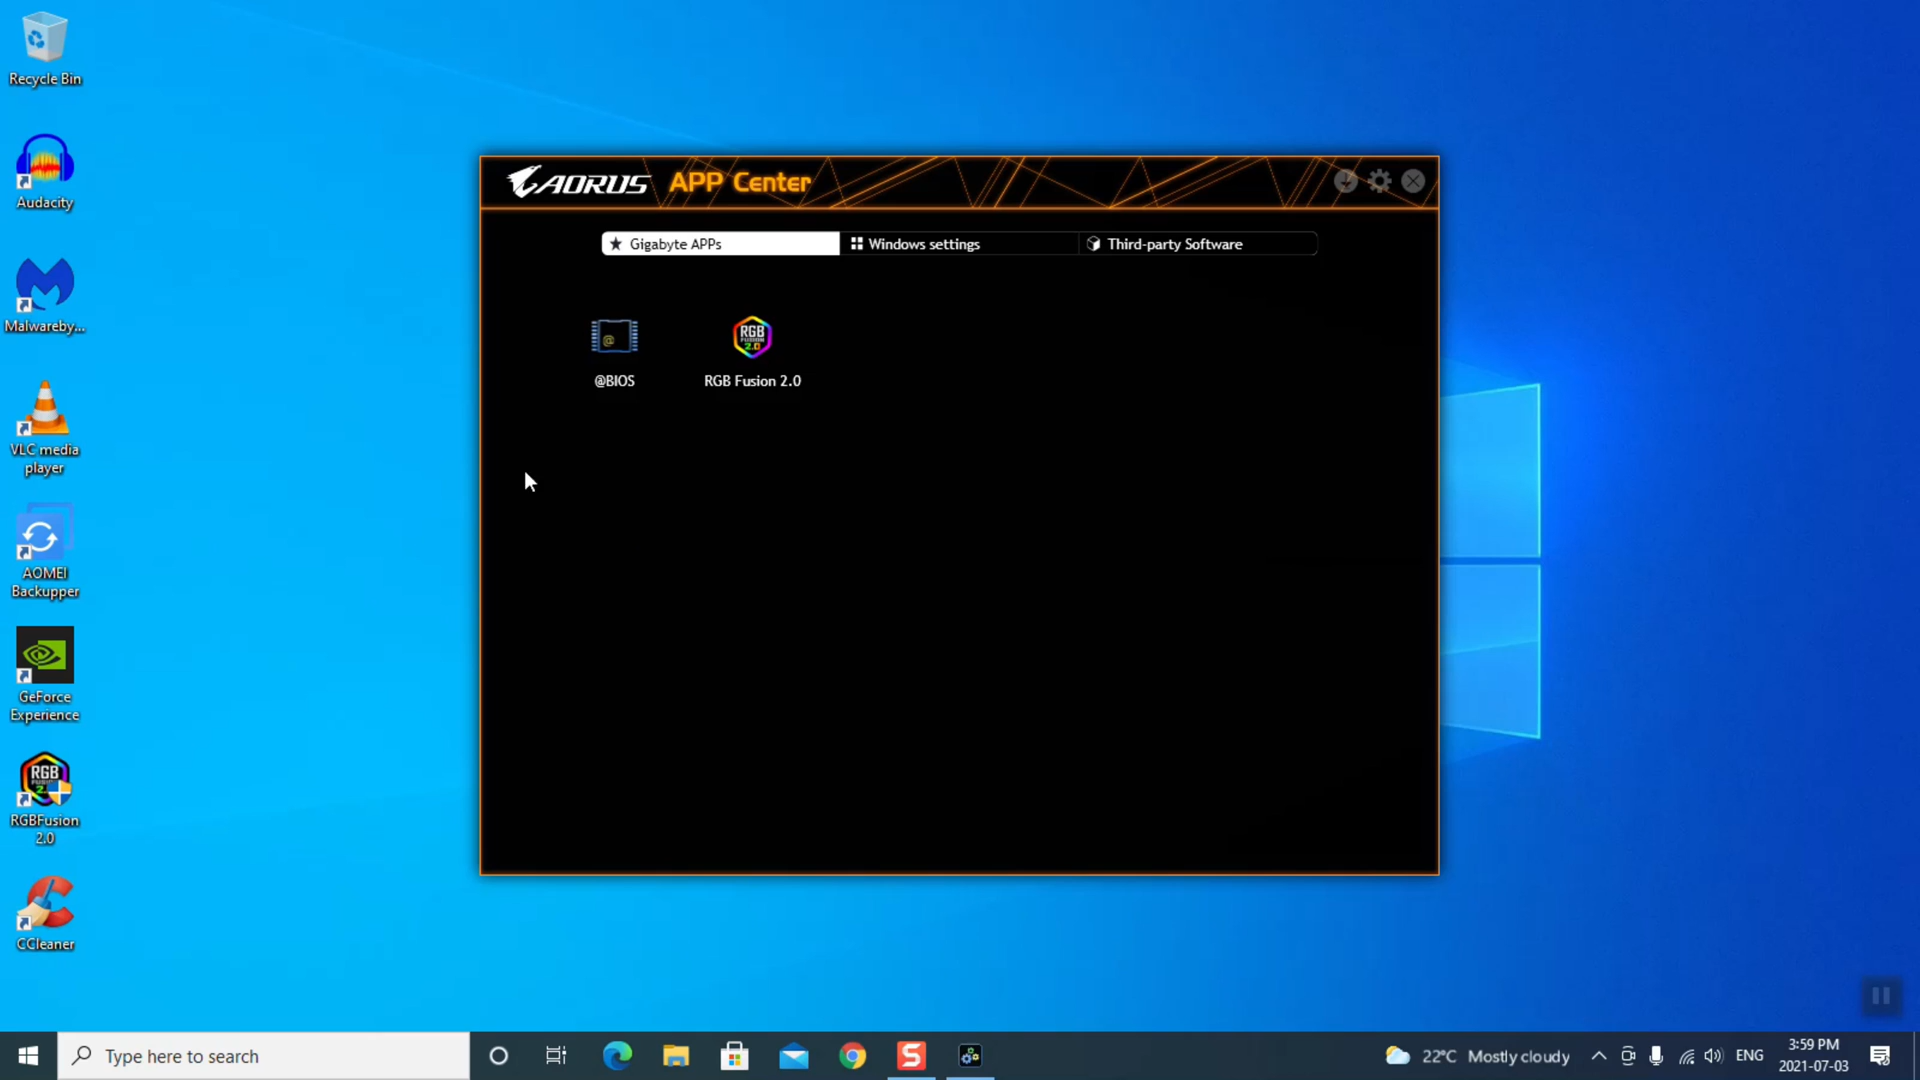 Recycle Bin
Audacity
Malwareby...
VLC media
player
AOMEI
Backupper
GeForce
Experience
RGBFusion
2.0
CCleaner
AORUS APP Center
Gigabyte APPs
Windows settings
Third-party Software
@BIOS
RGB Fusion 2.0
Type here to search
22°C Mostly cloudy
ENG
3:59 PM
2021-07-03